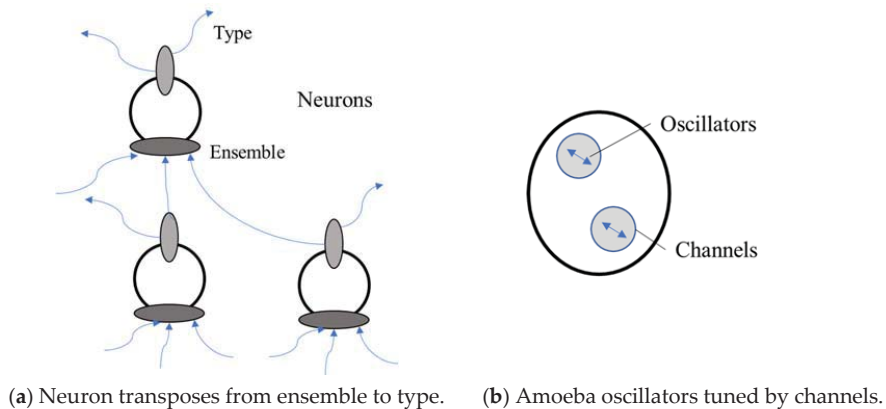 Type
Neurons
Ensemble
Oscillators
Channels
(a) Neuron transposes from ensemble to type.
(b) Amoeba oscillators tuned by channels.